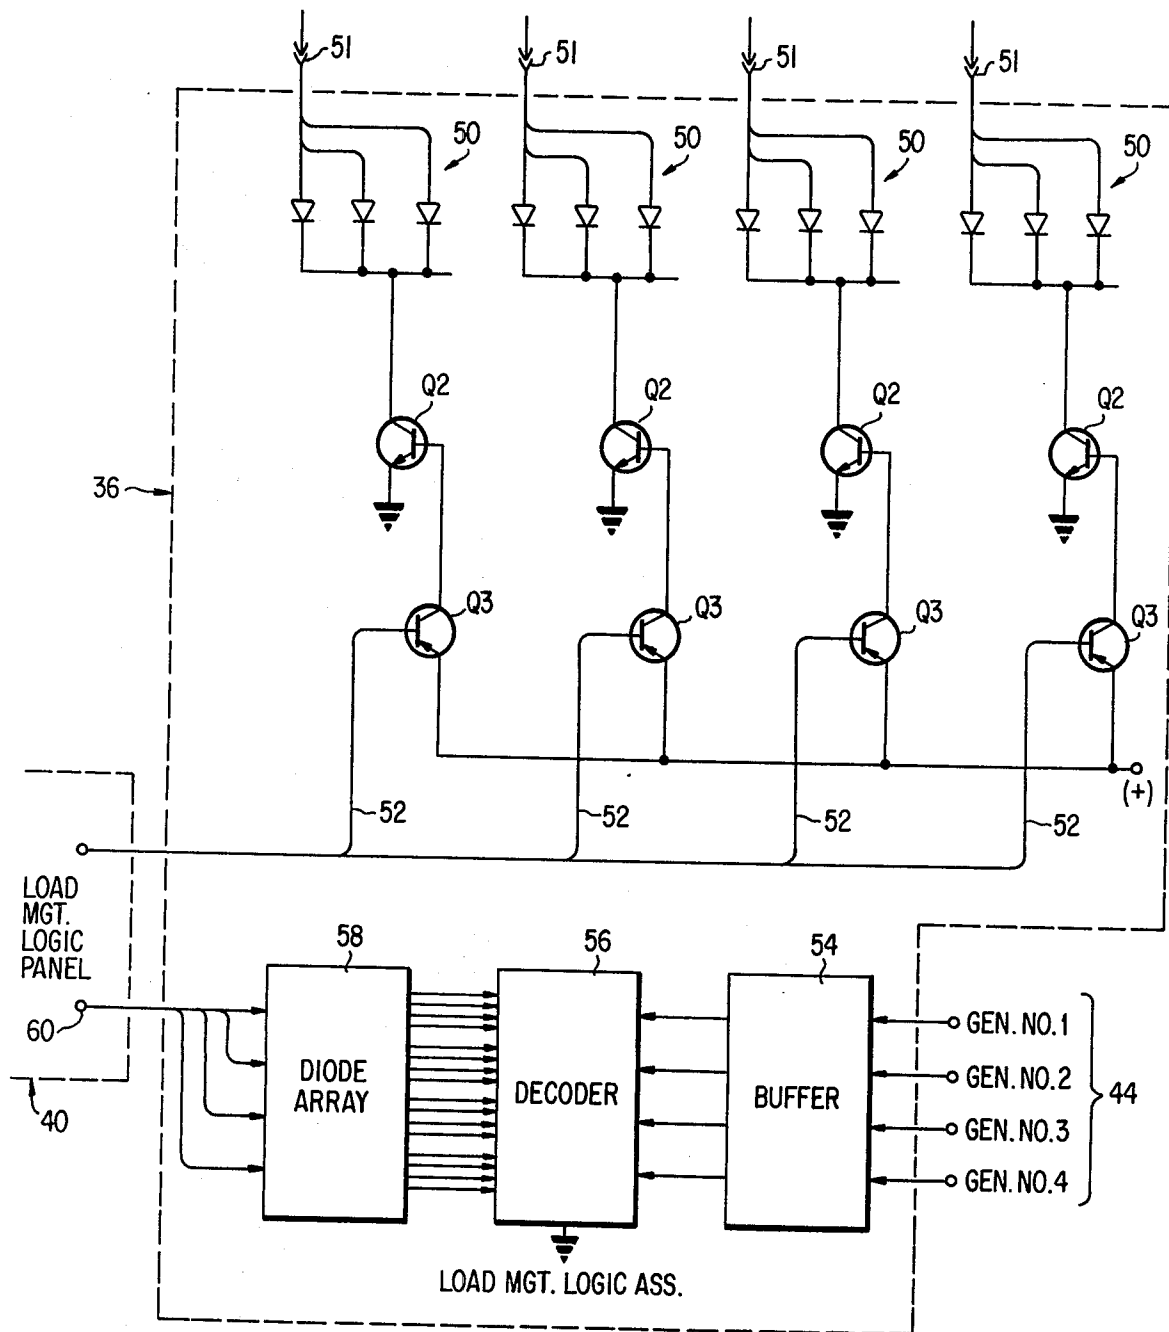 51 51 51 51
50 50 50 50
Q2 Q2 Q2 Q2
36
Q3 Q3 Q3 Q3
(+)
52 52 52 52
LOAD
MGT.
LOGIC
PANEL
60
40
58 56 54
DIODE
ARRAY
DECODER
BUFFER
GEN. NO.1
GEN. NO.2
GEN. NO.3
GEN. NO.4
44
LOAD MGT. LOGIC ASS.